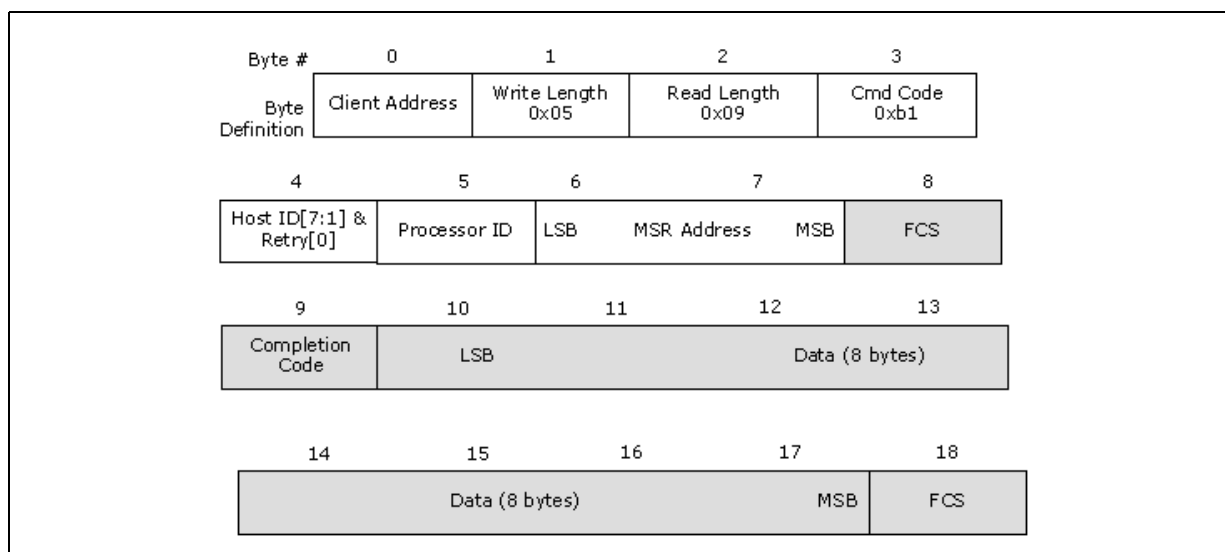 Byte # 0 1 2 3
Byte Definition
Client Address
Write Length
0x05
Read Length
0x09
Cmd Code
0xb1
4 5 6 7 8
Host ID[7:1] &
Retry[0]
Processor ID
LSB MSR Address MSB
FCS
9 10 11 12 13
Completion
Code
LSB Data (8 bytes)
14 15 16 17 18
Data (8 bytes) MSB
FCS